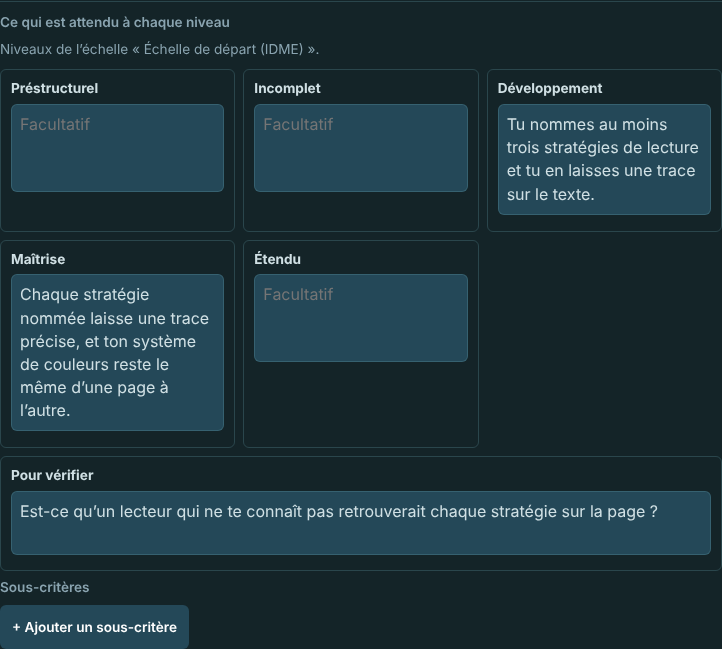 Ce qui est attendu à chaque niveau
Niveaux de l’échelle « Échelle de départ (IDME) ».
Préstructurel
Facultatif
Incomplet
Facultatif
Développement
Tu nommes au moins
trois stratégies de lecture
et tu en laisses une trace
sur le texte.
Maîtrise
Chaque stratégie
nommée laisse une trace
précise, et ton système
de couleurs reste le
même d’une page à
l’autre.
Étendu
Facultatif
Pour vérifier
Est-ce qu’un lecteur qui ne te connaît pas retrouverait chaque stratégie sur la page ?
Sous-critères
+ Ajouter un sous-critère